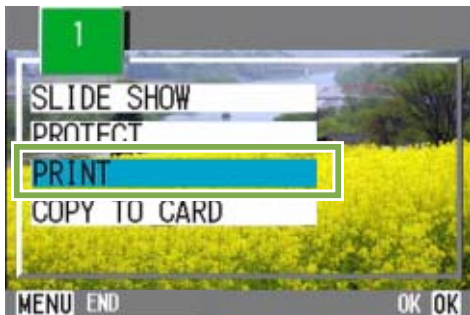 1
SLIDE SHOW
PROTECT
PRINT
COPY TO CARD
MENU END OK OK